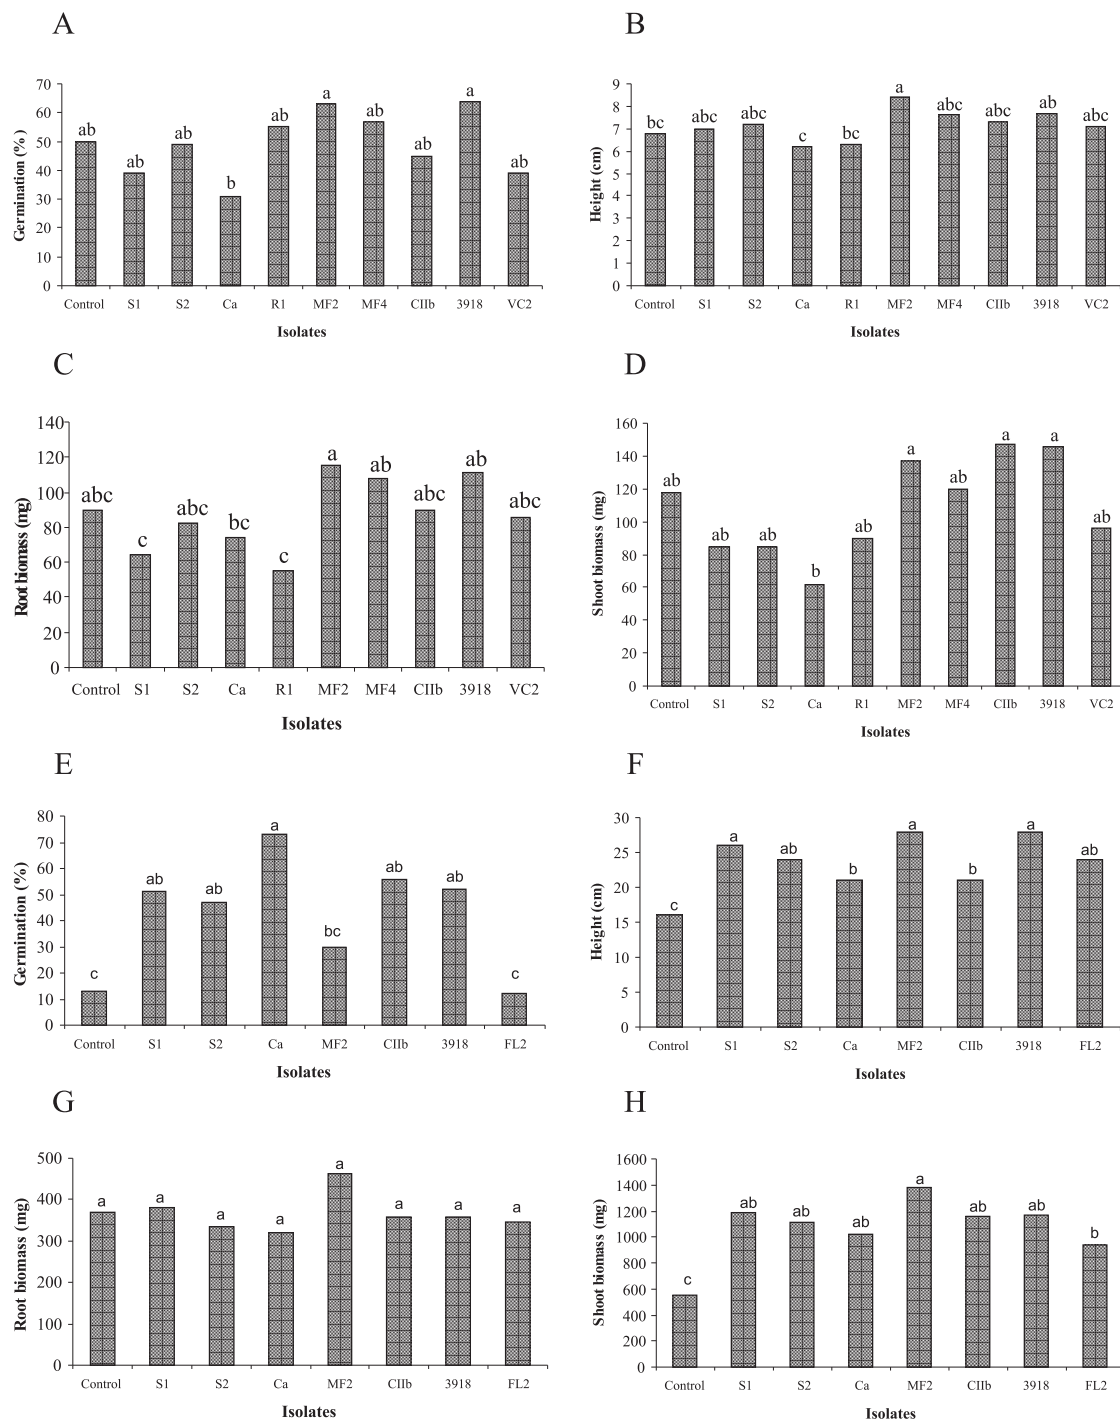 A
Germination (%)
70
60
50
40
30
20
10
0
ab
ab
ab
b
ab
a
ab
ab
a
ab
Control S1 S2 Ca R1 MF2 MF4 CIIb 3918 VC2
Isolates
B
Height (cm)
9
8
7
6
5
4
3
2
1
0
bc
abc
abc
c
bc
a
abc
abc
ab
abc
Control S1 S2 Ca R1 MF2 MF4 CIIb 3918 VC2
Isolates
C
Root biomass (mg)
140
120
100
80
60
40
20
0
abc
c
abc
bc
c
a
ab
abc
ab
abc
Control S1 S2 Ca R1 MF2 MF4 CIIb 3918 VC2
Isolates
D
Shoot biomass (mg)
160
140
120
100
80
60
40
20
0
ab
ab
ab
b
ab
a
ab
a
a
ab
Control S1 S2 Ca R1 MF2 MF4 CIIb 3918 VC2
Isolates
E
Germination (%)
80
70
60
50
40
30
20
10
0
c
ab
ab
a
bc
ab
ab
c
Control S1 S2 Ca MF2 CIIb 3918 FL2
Isolates
F
Height (cm)
30
25
20
15
10
5
0
c
a
ab
b
a
b
a
ab
Control S1 S2 Ca MF2 CIIb 3918 FL2
Isolates
G
Root biomass (mg)
500
400
300
200
100
0
a
a
a
a
a
a
a
a
Control S1 S2 Ca MF2 CIIb 3918 FL2
Isolates
H
Shoot biomass (mg)
1600
1400
1200
1000
800
600
400
200
0
c
ab
ab
ab
a
ab
ab
b
Control S1 S2 Ca MF2 CIIb 3918 FL2
Isolates